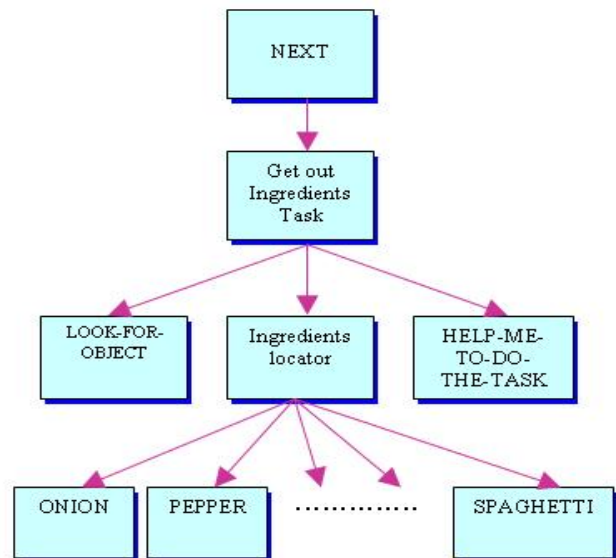 NEXT
Get out
Ingredients
Task
LOOK-FOR-
OBJECT
Ingredients
locator
HELP-ME-
TO-DO-
THE-TASK
ONION
PEPPER
...............
SPAGHETTI